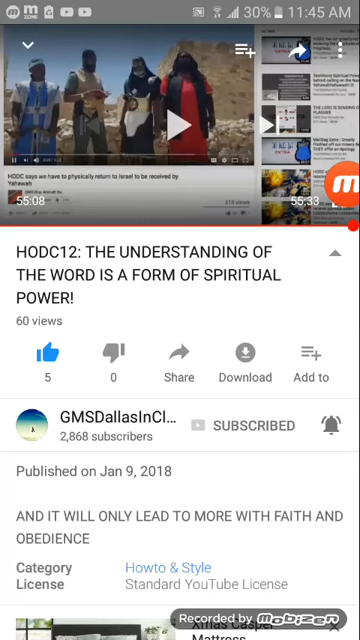 30% 11:45 AM
HODC says we have to physically return to Israel to be received by
Yahawah
55:08
55:33
HODC12: THE UNDERSTANDING OF
THE WORD IS A FORM OF SPIRITUAL
POWER!
60 views
5
0
Share
Download
Add to
GMSDallasInCl...
2,868 subscribers
SUBSCRIBED
Published on Jan 9, 2018
AND IT WILL ONLY LEAD TO MORE WITH FAITH AND
OBEDIENCE
Category Howto & Style
License Standard YouTube License
Xmas Casper
Mattress
Recorded by Mobizen